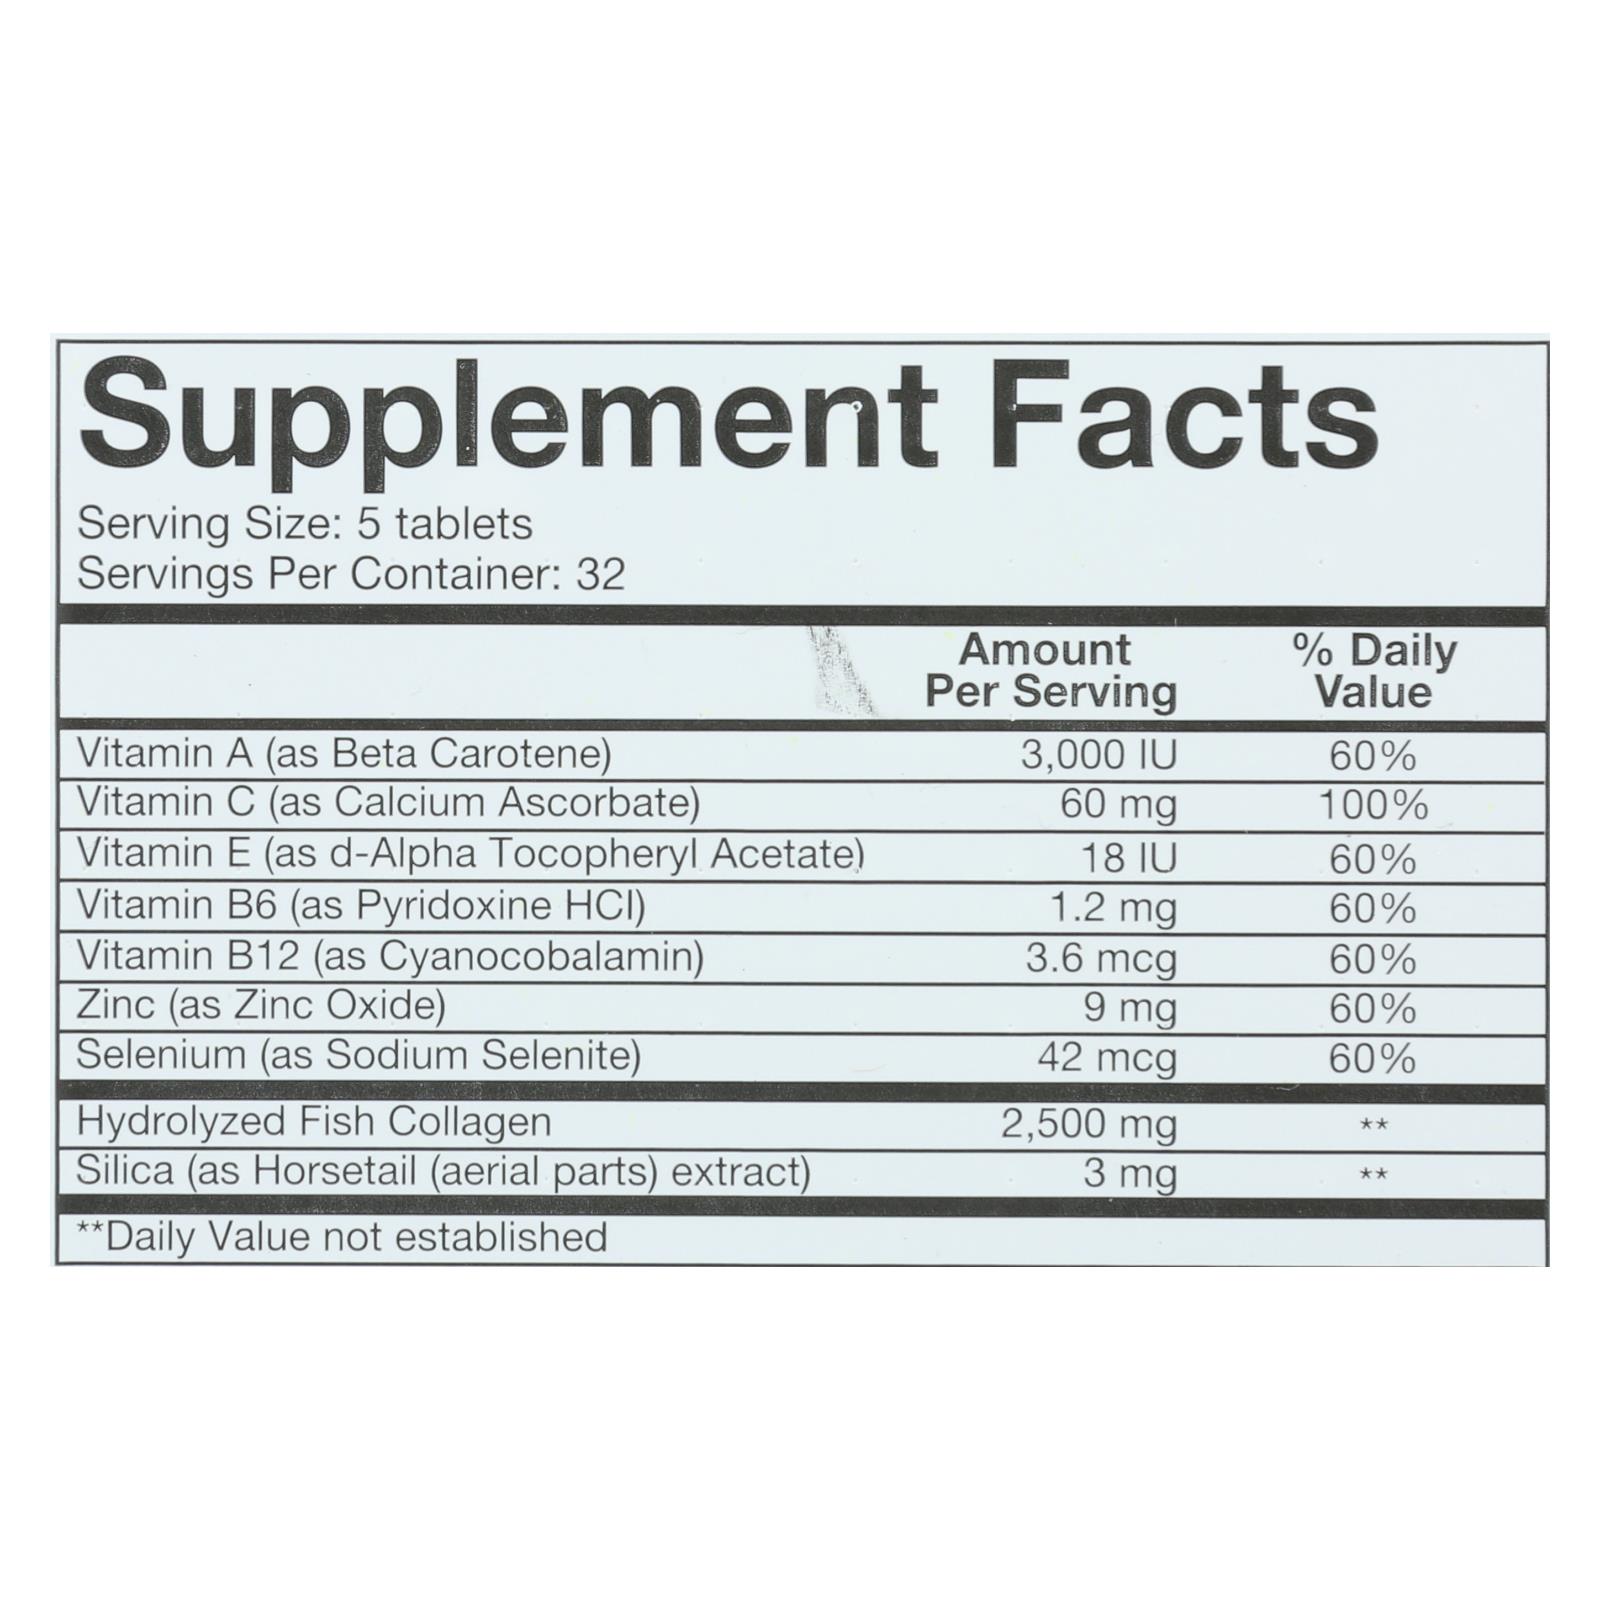 Supplement Facts
Serving Size: 5 tablets
Servings Per Container: 32
Amount Per Serving % Daily Value
Vitamin A (as Beta Carotene) 3,000 IU 60%
Vitamin C (as Calcium Ascorbate) 60 mg 100%
Vitamin E (as d-Alpha Tocopheryl Acetate) 18 IU 60%
Vitamin B6 (as Pyridoxine HCl) 1.2 mg 60%
Vitamin B12 (as Cyanocobalamin) 3.6 mcg 60%
Zinc (as Zinc Oxide) 9 mg 60%
Selenium (as Sodium Selenite) 42 mcg 60%
Hydrolyzed Fish Collagen 2,500 mg **
Silica (as Horsetail (aerial parts) extract) 3 mg **
**Daily Value not established